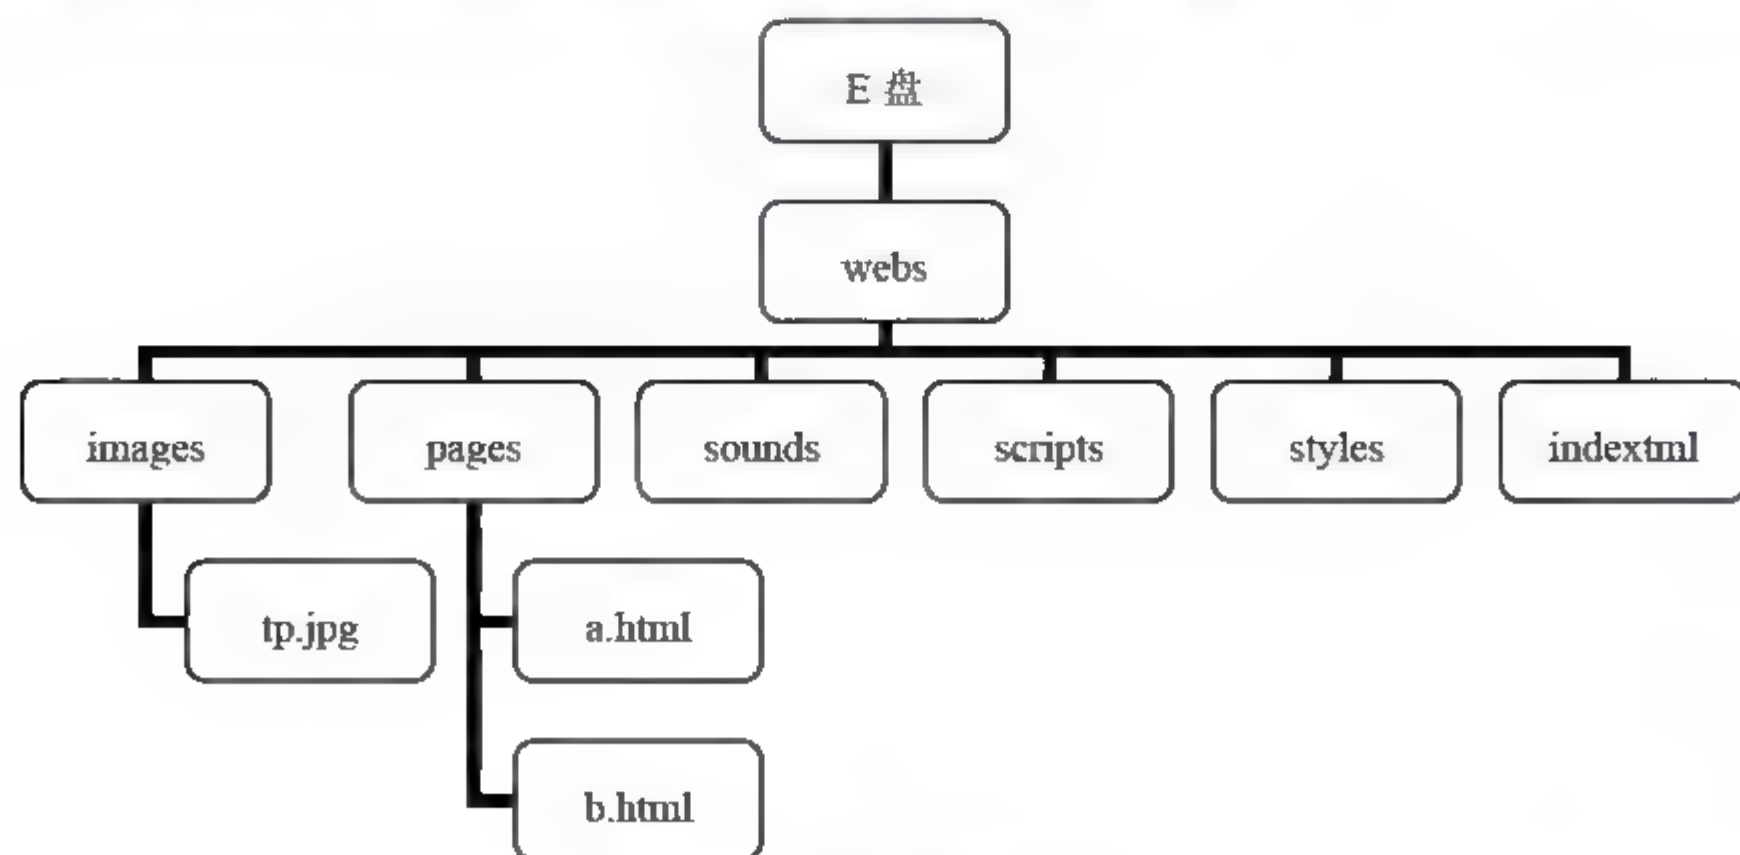 E 盘
webs
images
pages
sounds
scripts
styles
indextml
tp.jpg
a.html
b.html